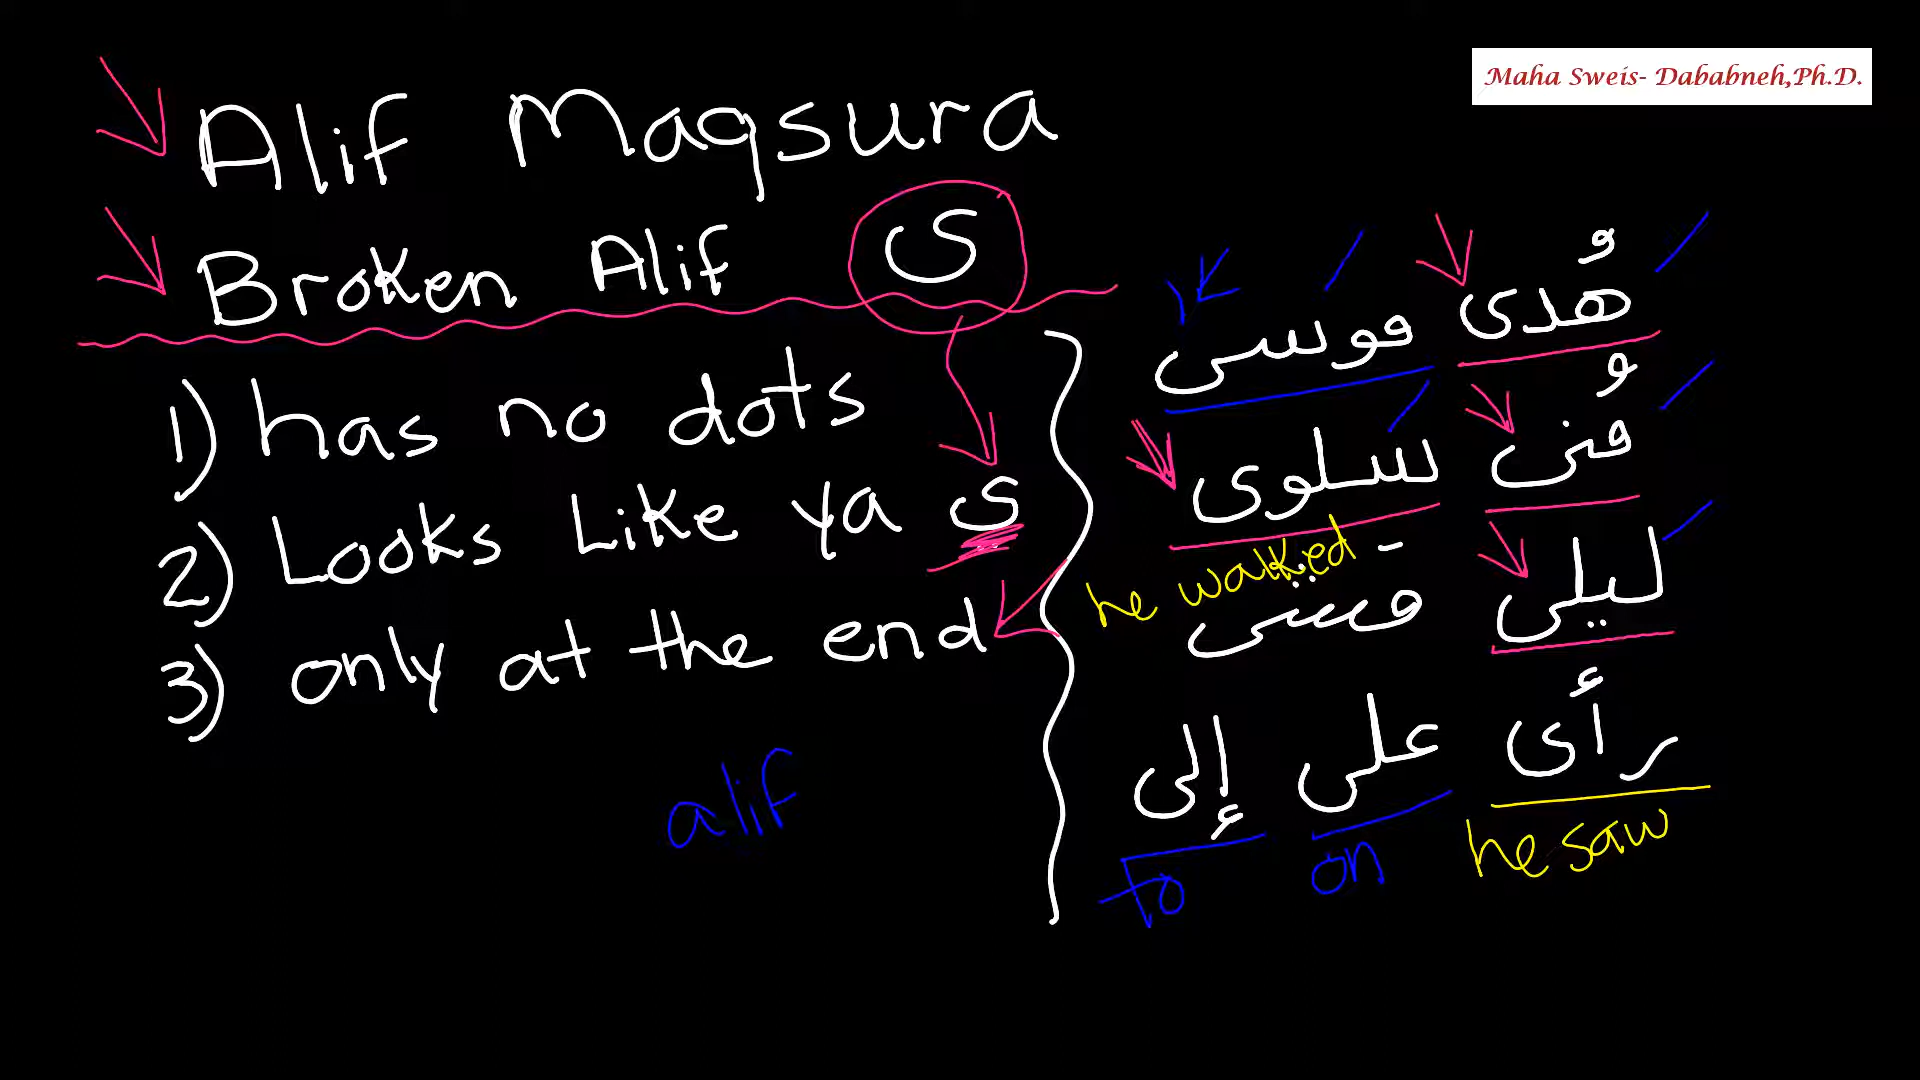 Maha Sweis- Dababneh,Ph.D.
Alif Maqsura
Broken Alif ى
1) has no dots
2) Looks Like ya ى
3) only at the end
alif
هُدى موسى
مُنى سلوى
he walked
ليلى مَشى
رأى على إلى
he saw on to